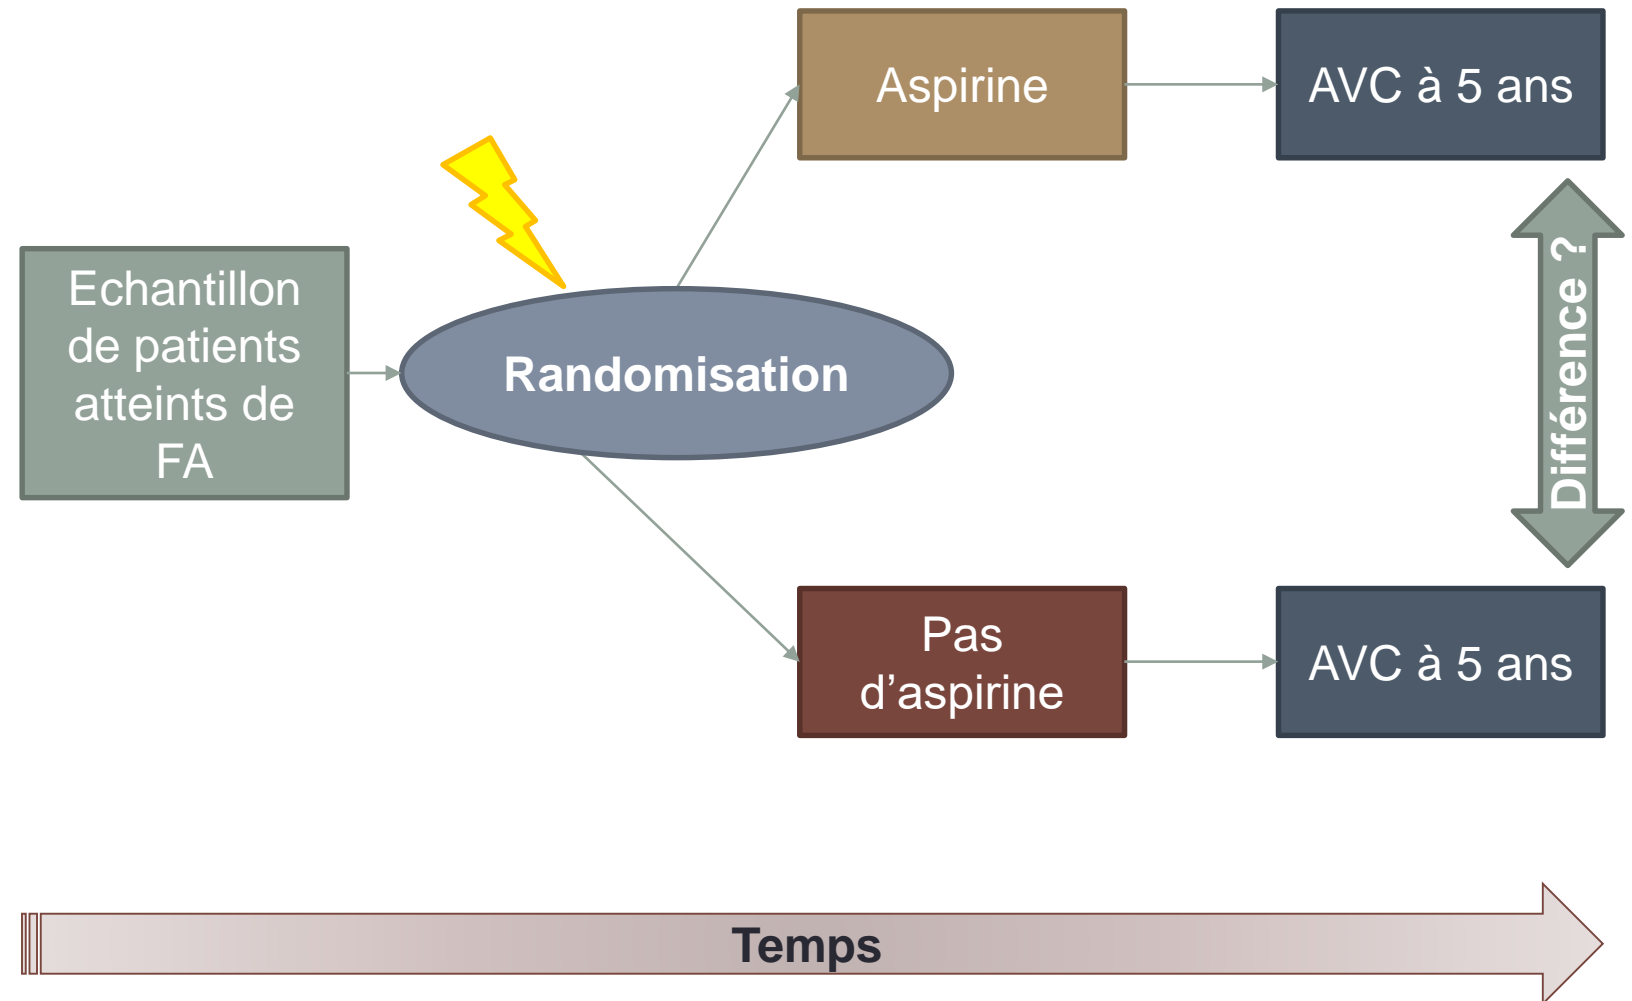 Aspirine
AVC à 5 ans
Echantillon
de patients
atteints de
FA
Randomisation
Différence ?
Pas
d’aspirine
AVC à 5 ans
Temps